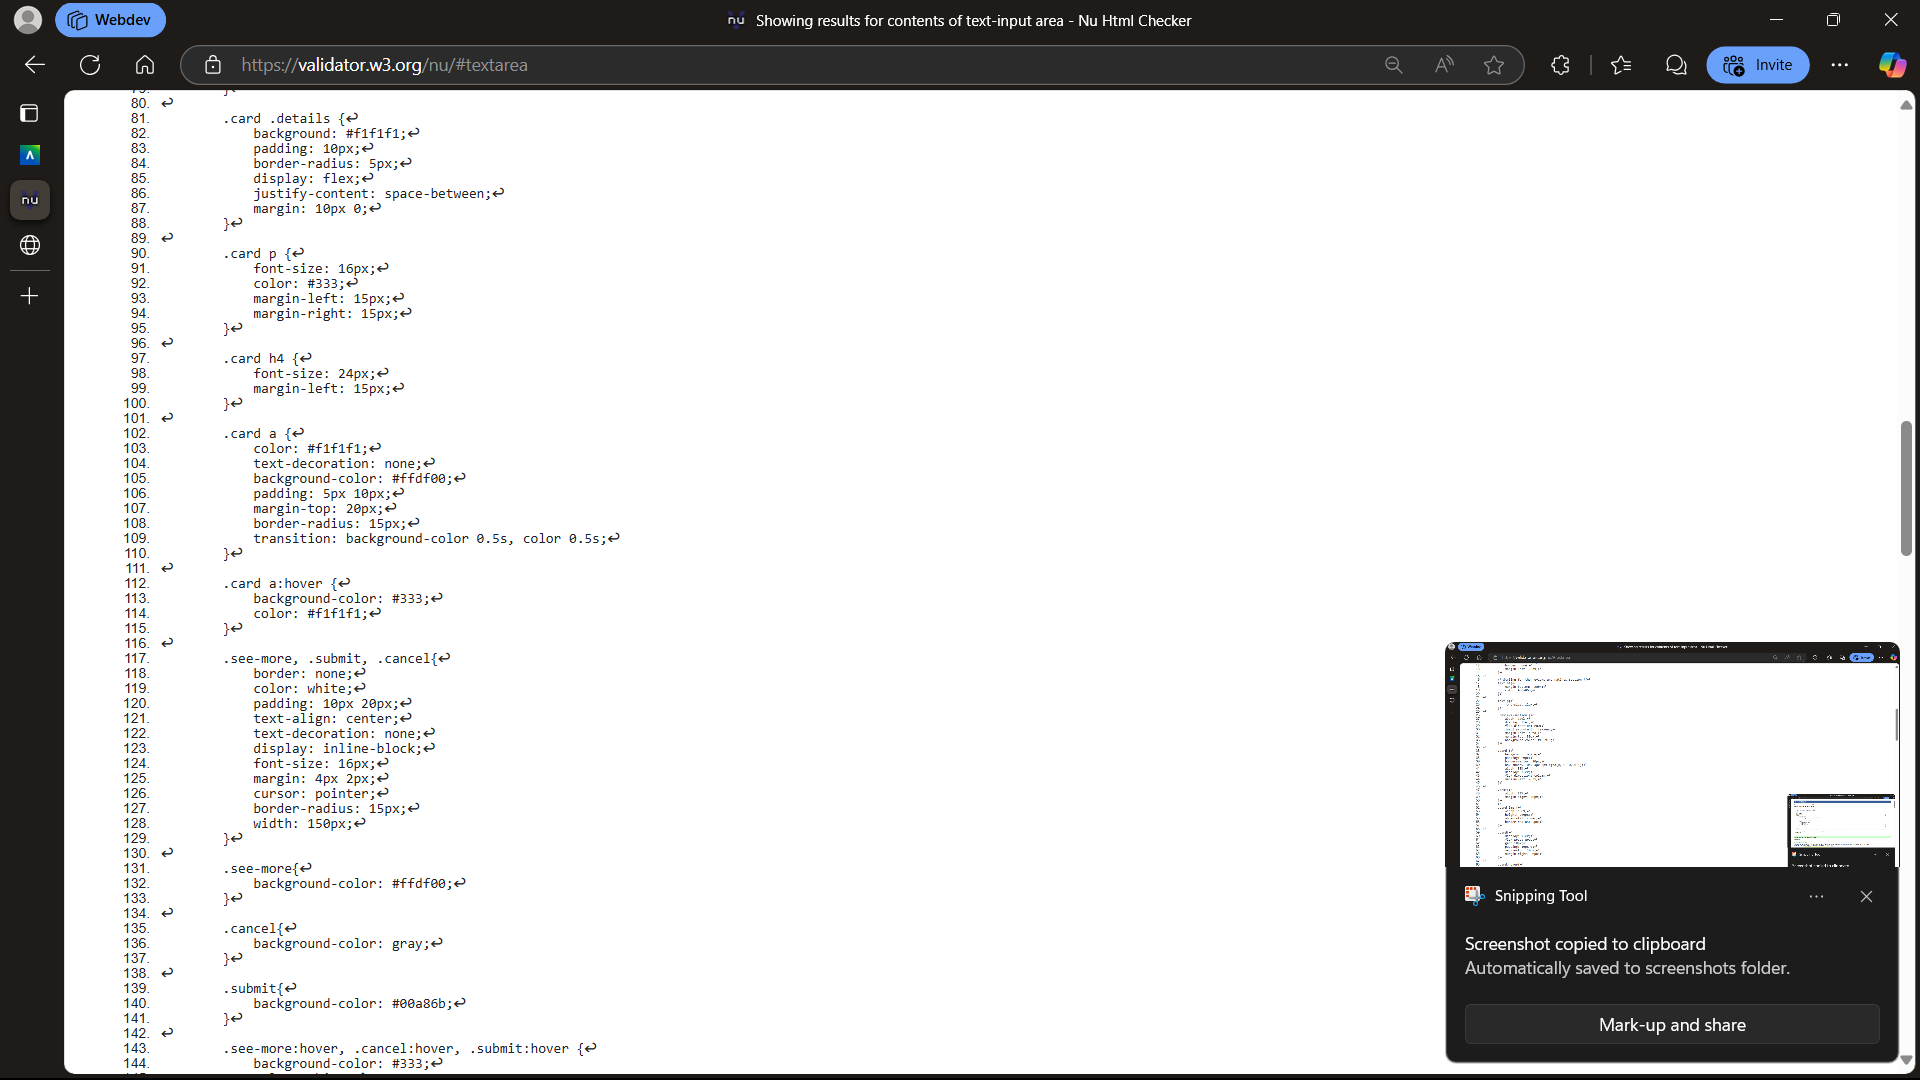 Webdev
nu Showing results for contents of text-input area - Nu Html Checker
https://validator.w3.org/nu/#textarea
Invite
80. ↩
81. .card .details {↩
82. background: #f1f1f1;↩
83. padding: 10px;↩
84. border-radius: 5px;↩
85. display: flex;↩
86. justify-content: space-between;↩
87. margin: 10px 0;↩
88. }↩
89. ↩
90. .card p {↩
91. font-size: 16px;↩
92. color: #333;↩
93. margin-left: 15px;↩
94. margin-right: 15px;↩
95. }↩
96. ↩
97. .card h4 {↩
98. font-size: 24px;↩
99. margin-left: 15px;↩
100. }↩
101. ↩
102. .card a {↩
103. color: #f1f1f1;↩
104. text-decoration: none;↩
105. background-color: #ffdf00;↩
106. padding: 5px 10px;↩
107. margin-top: 20px;↩
108. border-radius: 15px;↩
109. transition: background-color 0.5s, color 0.5s;↩
110. }↩
111. ↩
112. .card a:hover {↩
113. background-color: #333;↩
114. color: #f1f1f1;↩
115. }↩
116. ↩
117. .see-more, .submit, .cancel{↩
118. border: none;↩
119. color: white;↩
120. padding: 10px 20px;↩
121. text-align: center;↩
122. text-decoration: none;↩
123. display: inline-block;↩
124. font-size: 16px;↩
125. margin: 4px 2px;↩
126. cursor: pointer;↩
127. border-radius: 15px;↩
128. width: 150px;↩
129. }↩
130. ↩
131. .see-more{↩
132. background-color: #ffdf00;↩
133. }↩
134. ↩
135. .cancel{↩
136. background-color: gray;↩
137. }↩
138. ↩
139. .submit{↩
140. background-color: #00a86b;↩
141. }↩
142. ↩
143. .see-more:hover, .cancel:hover, .submit:hover {↩
144. background-color: #333;↩
nu
Snipping Tool
Screenshot copied to clipboard
Automatically saved to screenshots folder.
Mark-up and share